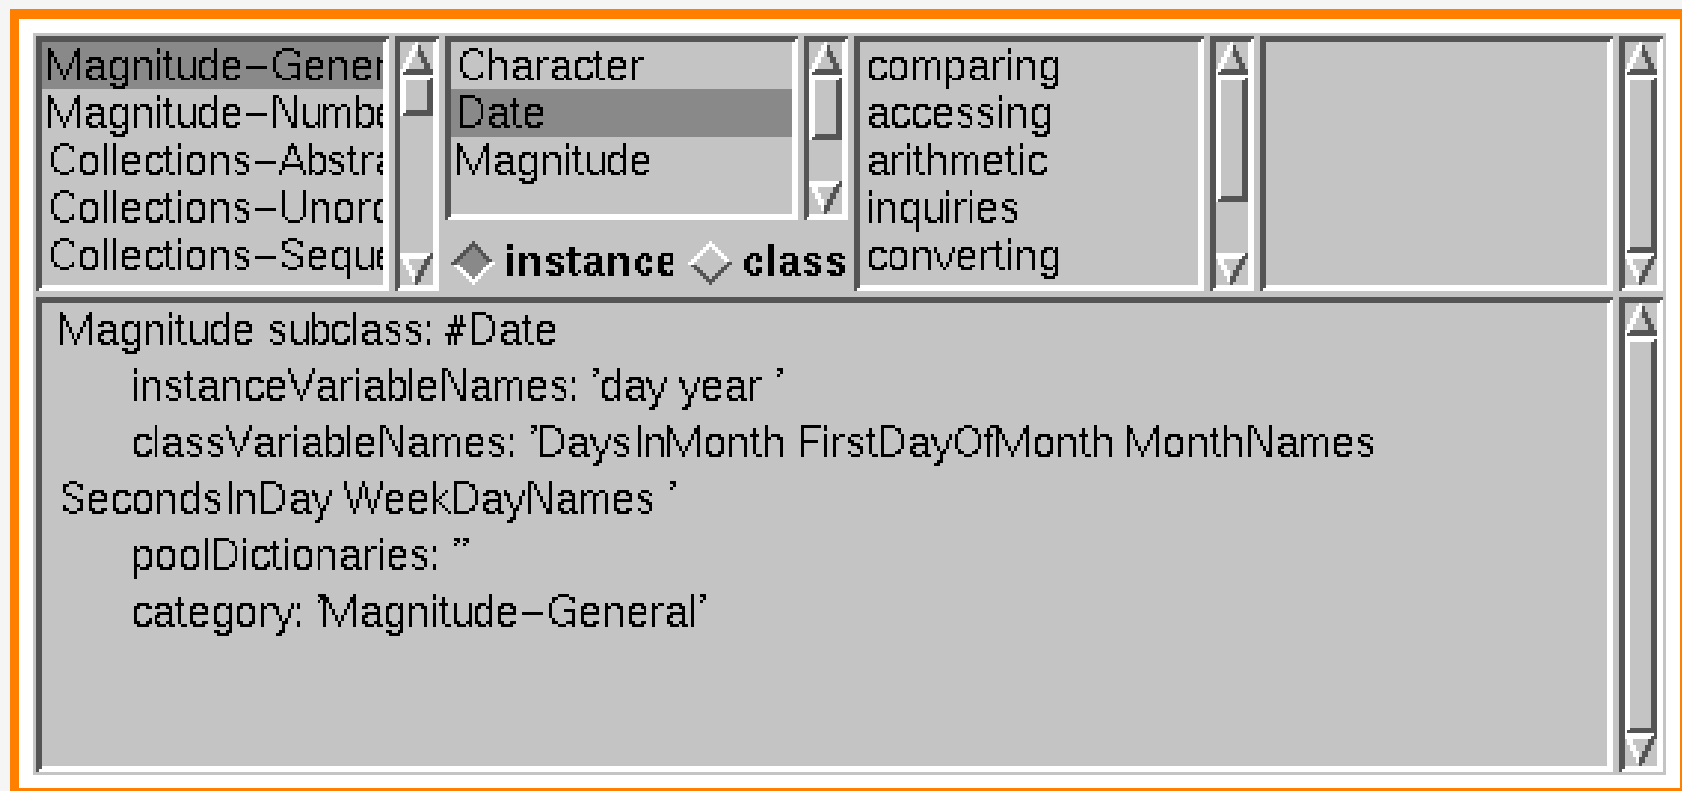 Magnitude-Gener
Magnitude-Numbe
Collections-Abstra
Collections-Unord
Collections-Seque
Character
Date
Magnitude
instance class
comparing
accessing
arithmetic
inquiries
converting
Magnitude subclass: #Date
instanceVariableNames: 'day year '
classVariableNames: 'DaysInMonth FirstDayOfMonth MonthNames
SecondsInDay WeekDayNames '
poolDictionaries: ''
category: 'Magnitude-General'